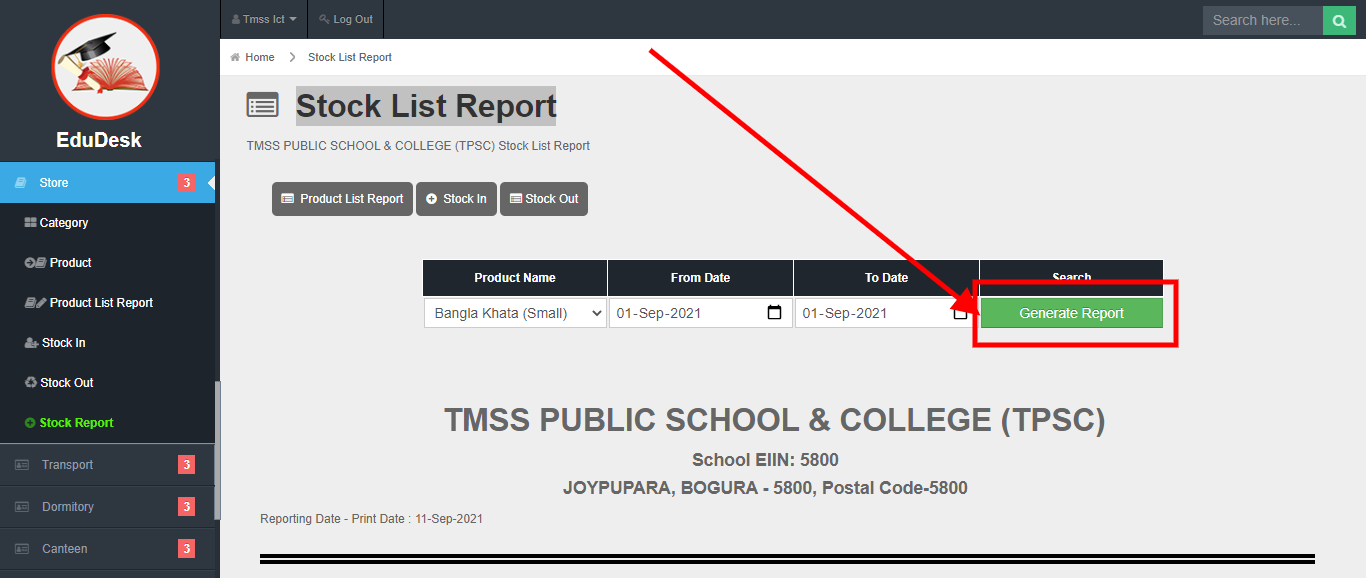 Tmss Ict
Log Out
Search here...
EduDesk
Home
Stock List Report
Stock List Report
TMSS PUBLIC SCHOOL & COLLEGE (TPSC) Stock List Report
Product List Report
Stock In
Stock Out
Store 3
Category
Product
Product List Report
Stock In
Stock Out
Stock Report
Transport 3
Dormitory 3
Canteen 3
Product Name From Date To Date Search
Bangla Khata (Small) 01-Sep-2021 01-Sep-2021 Generate Report
TMSS PUBLIC SCHOOL & COLLEGE (TPSC)
School EIIN: 5800
JOYPUPARA, BOGURA - 5800, Postal Code-5800
Reporting Date - Print Date : 11-Sep-2021